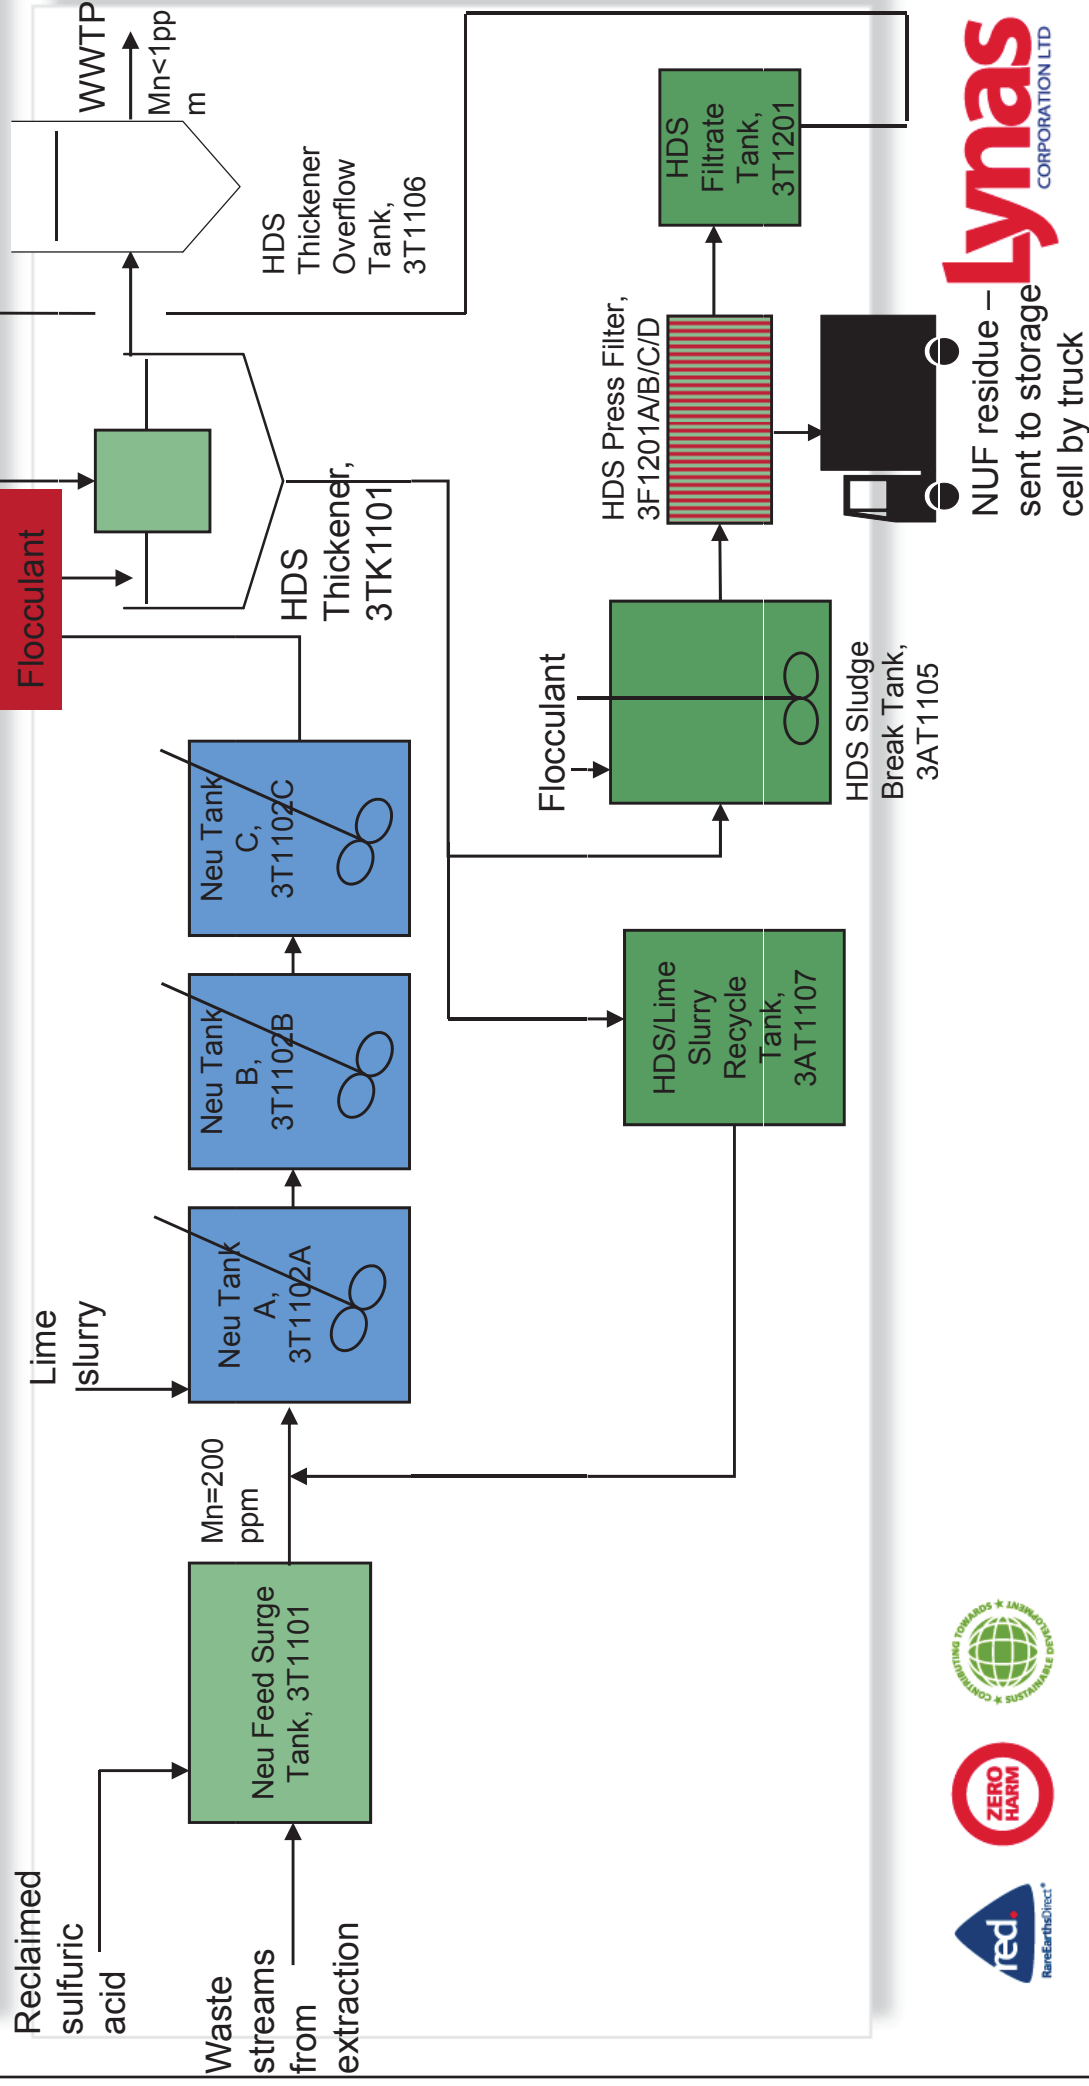 Reclaimed
sulfuric
acid
Waste
streams
from
extraction
Neu Feed Surge
Tank, 3T1101
Mn=200
ppm
Lime
slurry
Neu Tank
A,
3T1102A
Neu Tank
B,
3T1102B
Neu Tank
C,
3T1102C
Flocculant
HDS
Thickener,
3TK1101
HDS
Thickener
Overflow
Tank,
3T1106
WWTP
Mn<1pp
m
HDS/Lime
Slurry
Recycle
Tank,
3AT1107
Flocculant
HDS Sludge
Break Tank,
3AT1105
HDS Press Filter,
3F1201A/B/C/D
HDS
Filtrate
Tank,
3T1201
NUF residue –
sent to storage
cell by truck
red.
RareEarthsDirect®
ZERO
HARM
CONTRIBUTING TOWARDS ★ SUSTAINABLE DEVELOPMENT ★
Lynas
CORPORATION LTD